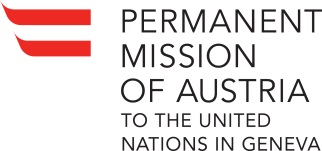 PERMANENT
MISSION
OF AUSTRIA
TO THE UNITED
NATIONS IN GENEVA